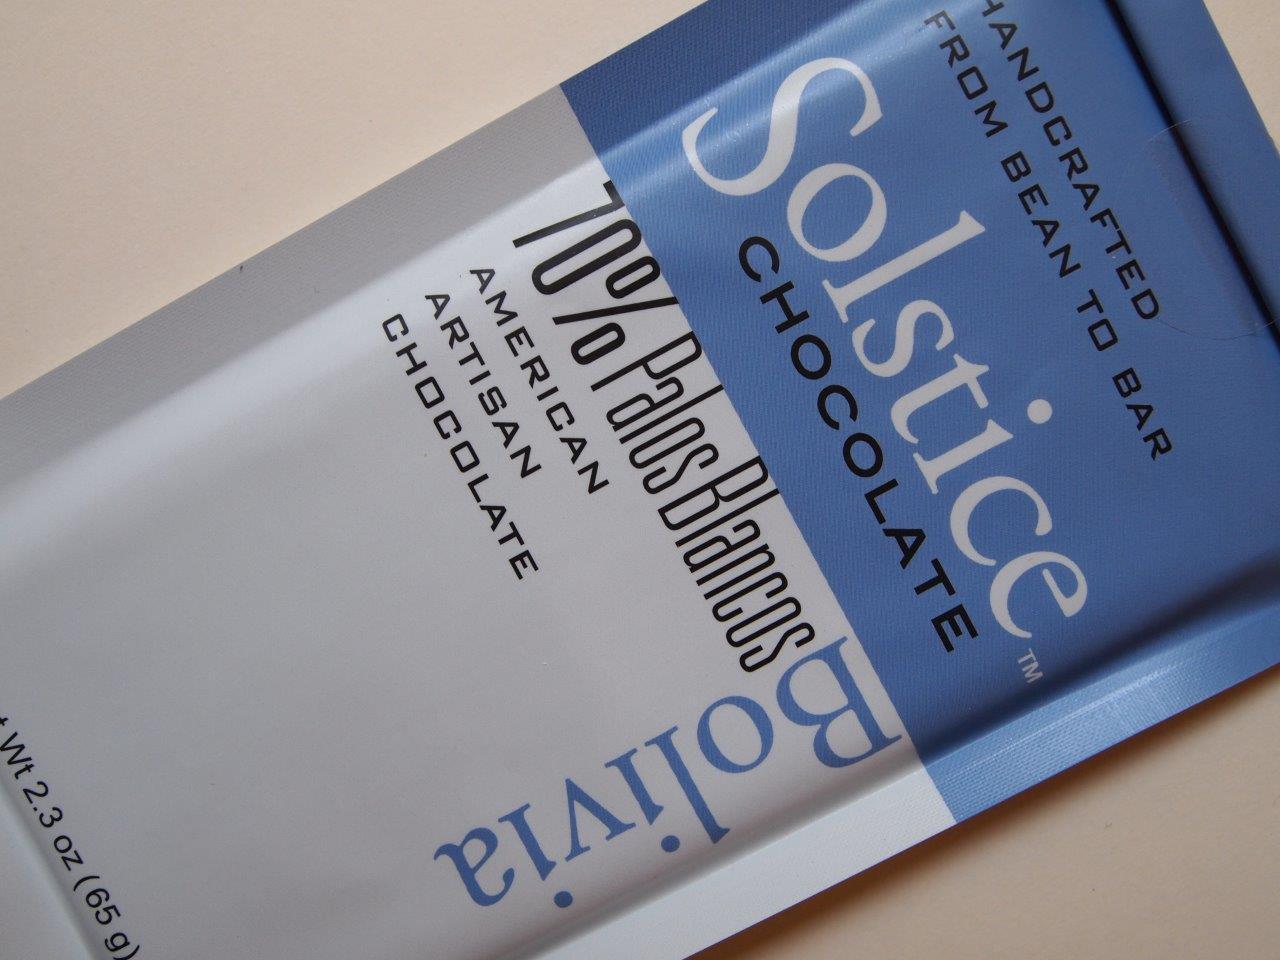 HANDCRAFTED
FROM BEAN TO BAR
Solstice™
CHOCOLATE
70% Palos Blancos
Bolivia
AMERICAN
ARTISAN
CHOCOLATE
Wt 2.3 oz (65 g)